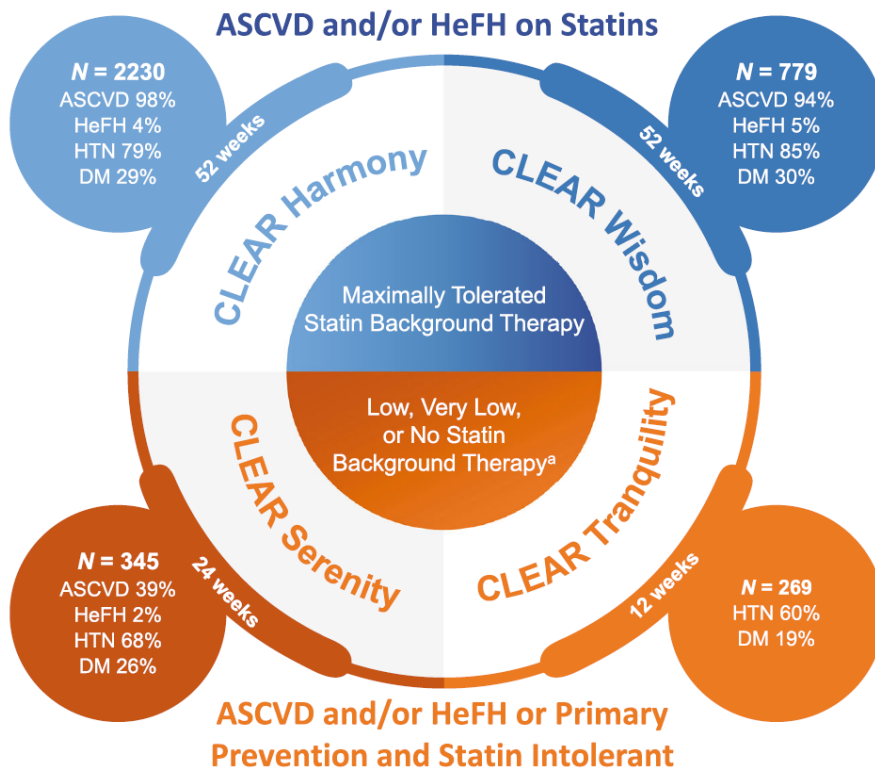 ASCVD and/or HeFH on Statins
N = 2230
ASCVD 98%
HeFH 4%
HTN 79%
DM 29%
52 weeks
CLEAR Harmony
N = 779
ASCVD 94%
HeFH 5%
HTN 85%
DM 30%
52 weeks
CLEAR Wisdom
Maximally Tolerated
Statin Background Therapy
Low, Very Low,
or No Statin
Background Therapyᵃ
N = 345
ASCVD 39%
HeFH 2%
HTN 68%
DM 26%
24 weeks
CLEAR Serenity
N = 269
HTN 60%
DM 19%
12 weeks
CLEAR Tranquility
ASCVD and/or HeFH or Primary
Prevention and Statin Intolerant